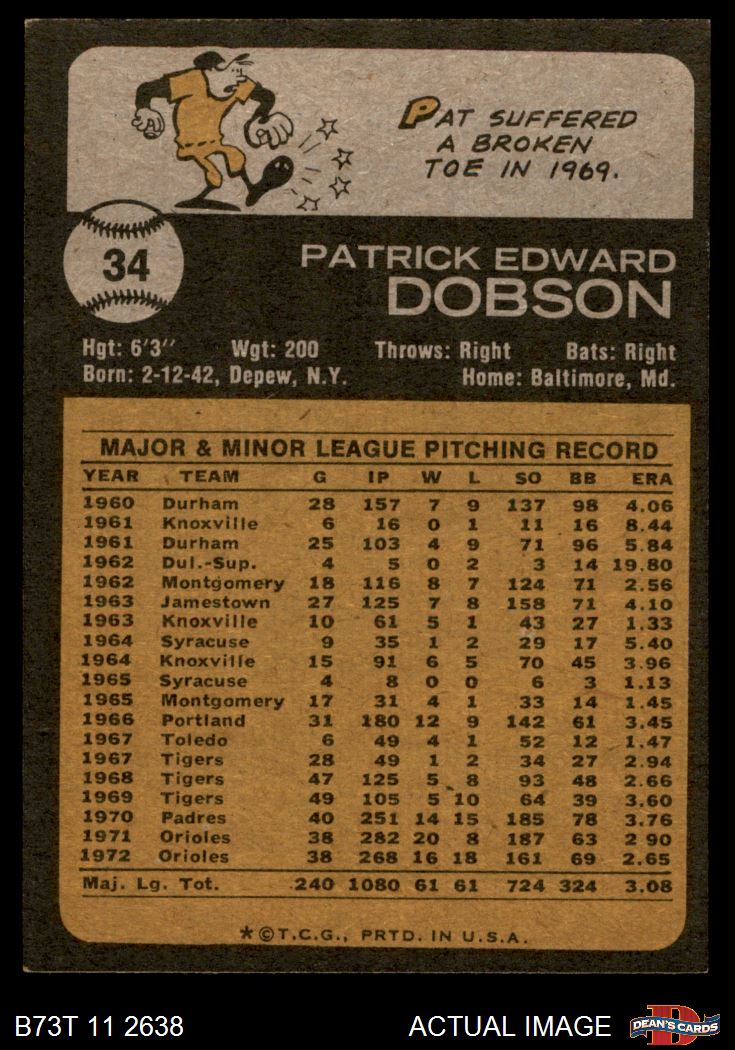 PAT SUFFERED
A BROKEN
TOE IN 1969.
34
PATRICK EDWARD
DOBSON
Hgt: 6'3" Wgt: 200 Throws: Right Bats: Right
Born: 2-12-42, Depew, N.Y. Home: Baltimore, Md.
MAJOR & MINOR LEAGUE PITCHING RECORD
YEAR TEAM G IP W L SO BB ERA
1960 Durham 28 157 7 9 137 98 4.06
1961 Knoxville 6 16 0 1 11 16 8.44
1961 Durham 25 103 4 9 71 96 5.84
1962 Dul.-Sup. 4 5 0 2 3 14 19.80
1962 Montgomery 18 116 8 7 124 71 2.56
1963 Jamestown 27 125 7 8 158 71 4.10
1963 Knoxville 10 61 5 1 43 27 1.33
1964 Syracuse 9 35 1 2 29 17 5.40
1964 Knoxville 15 91 6 5 70 45 3.96
1965 Syracuse 4 8 0 0 6 3 1.13
1965 Montgomery 17 31 4 1 33 14 1.45
1966 Portland 31 180 12 9 142 61 3.45
1967 Toledo 6 49 4 1 52 12 1.47
1967 Tigers 28 49 1 2 34 27 2.94
1968 Tigers 47 125 5 8 93 48 2.66
1969 Tigers 49 105 5 10 64 39 3.60
1970 Padres 40 251 14 15 185 78 3.76
1971 Orioles 38 282 20 8 187 63 2 90
1972 Orioles 38 268 16 18 161 69 2.65
Maj. Lg. Tot. 240 1080 61 61 724 324 3.08
*©T.C.G., PRTD. IN U.S.A.
B73T 11 2638 ACTUAL IMAGE
D
DEAN'S CARDS